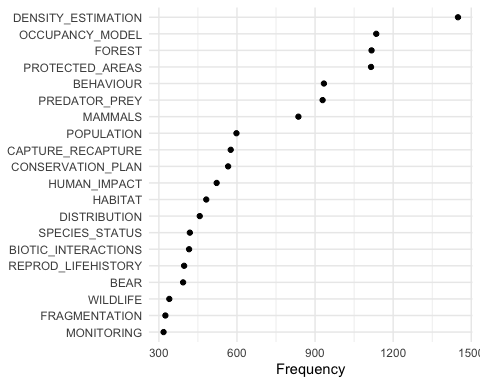 DENSITY_ESTIMATION
OCCUPANCY_MODEL
FOREST
PROTECTED_AREAS
BEHAVIOUR
PREDATOR_PREY
MAMMALS
POPULATION
CAPTURE_RECAPTURE
CONSERVATION_PLAN
HUMAN_IMPACT
HABITAT
DISTRIBUTION
SPECIES_STATUS
BIOTIC_INTERACTIONS
REPROD_LIFEHISTORY
BEAR
WILDLIFE
FRAGMENTATION
MONITORING
300 600 900 1200 1500
Frequency